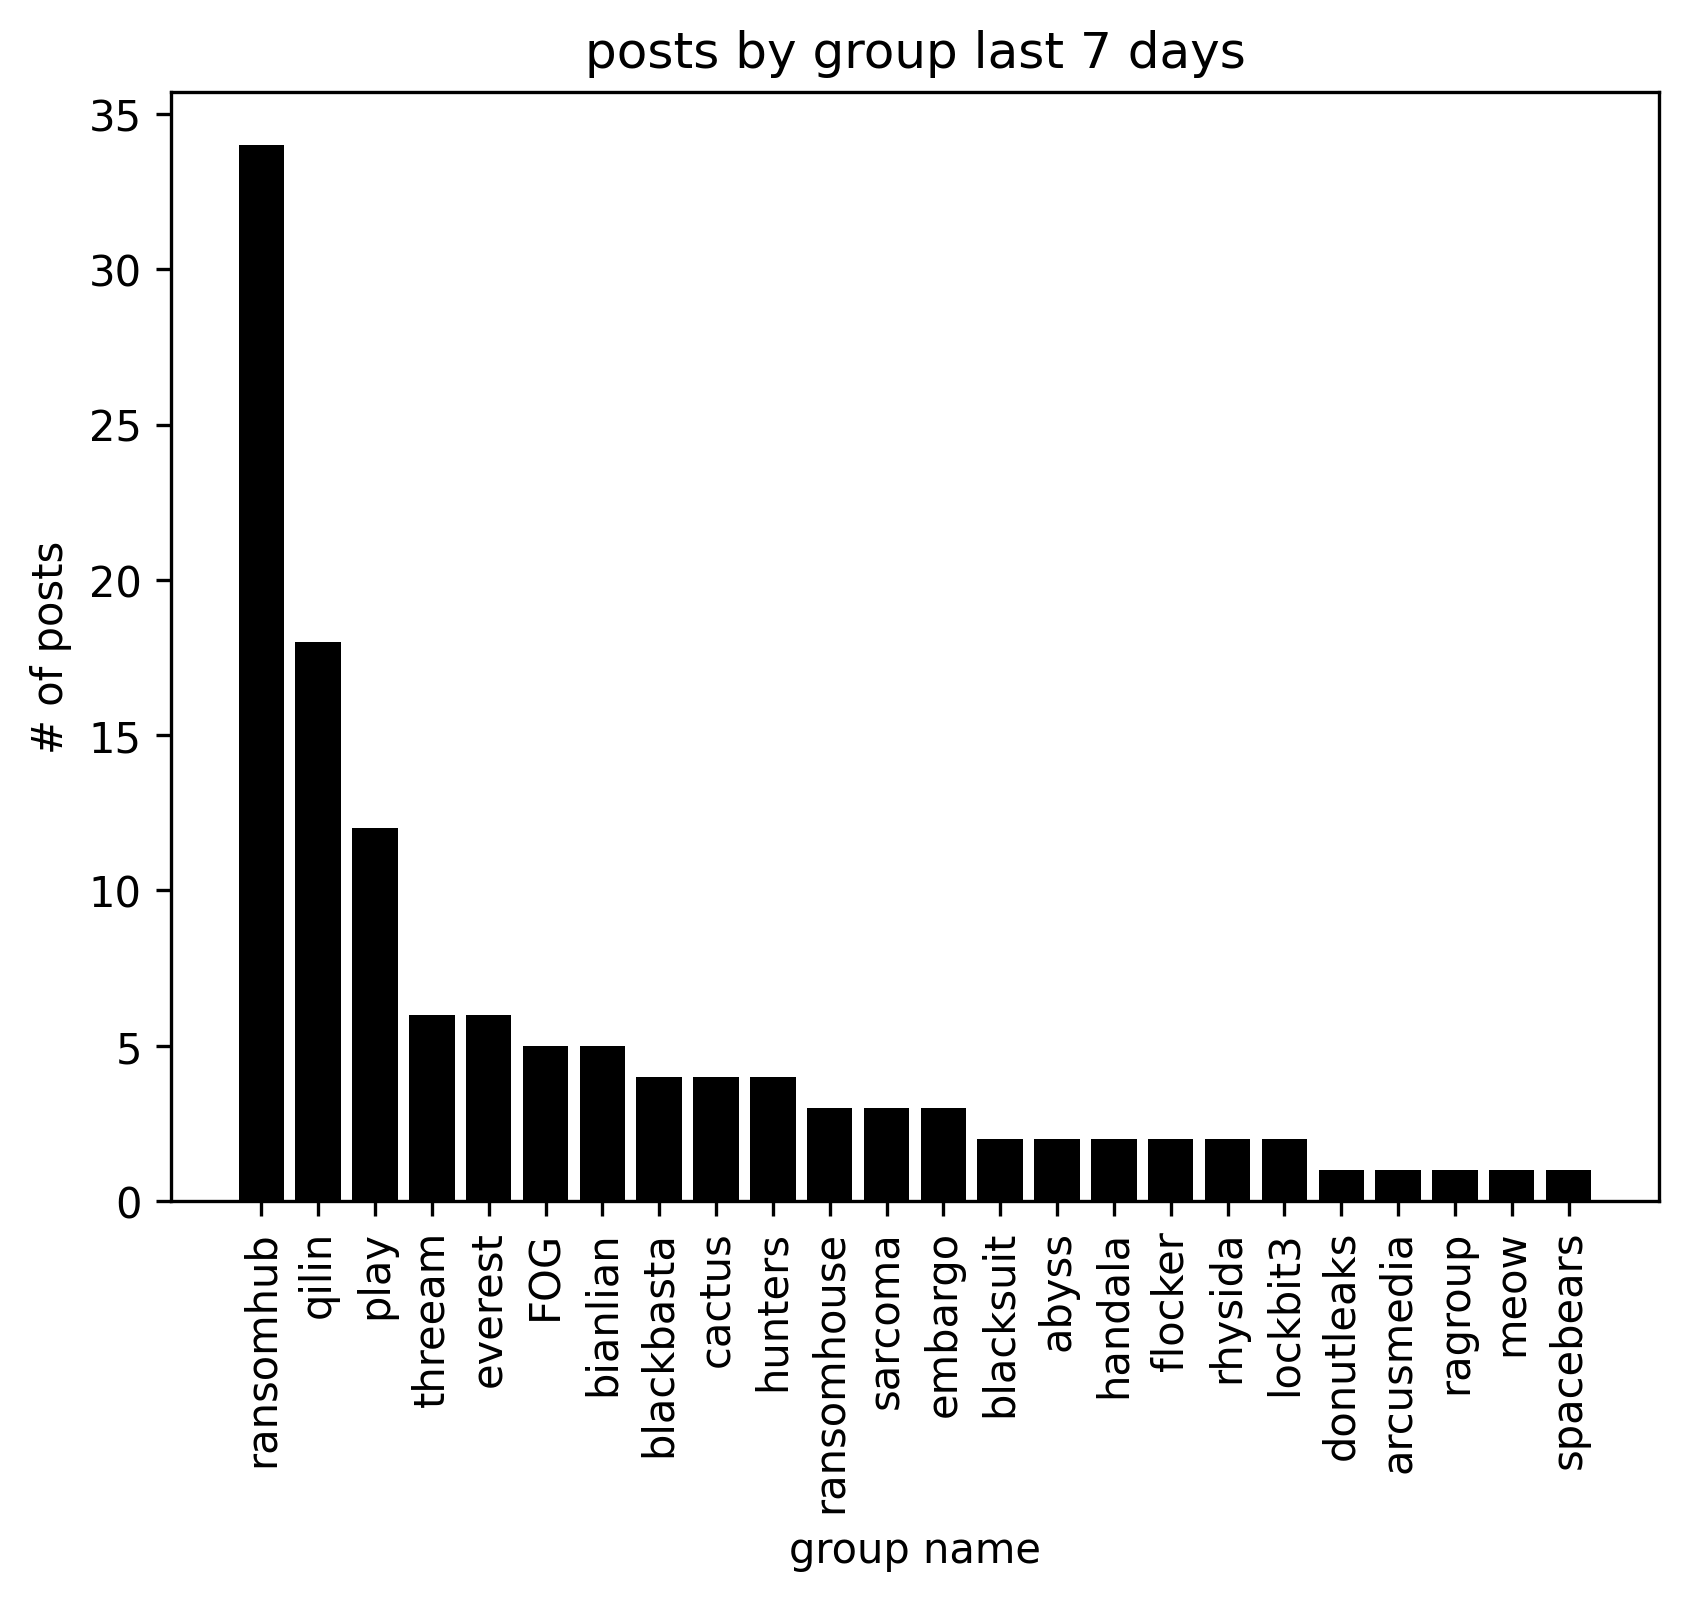 posts by group last 7 days
35
30
25
20
15
10
5
0
# of posts
ransomhub
qilin
play
threeam
everest
FOG
bianlian
blackbasta
cactus
hunters
ransomhouse
sarcoma
embargo
blacksuit
abyss
handala
flocker
rhysida
lockbit3
donutleaks
arcusmedia
ragroup
meow
spacebears
group name